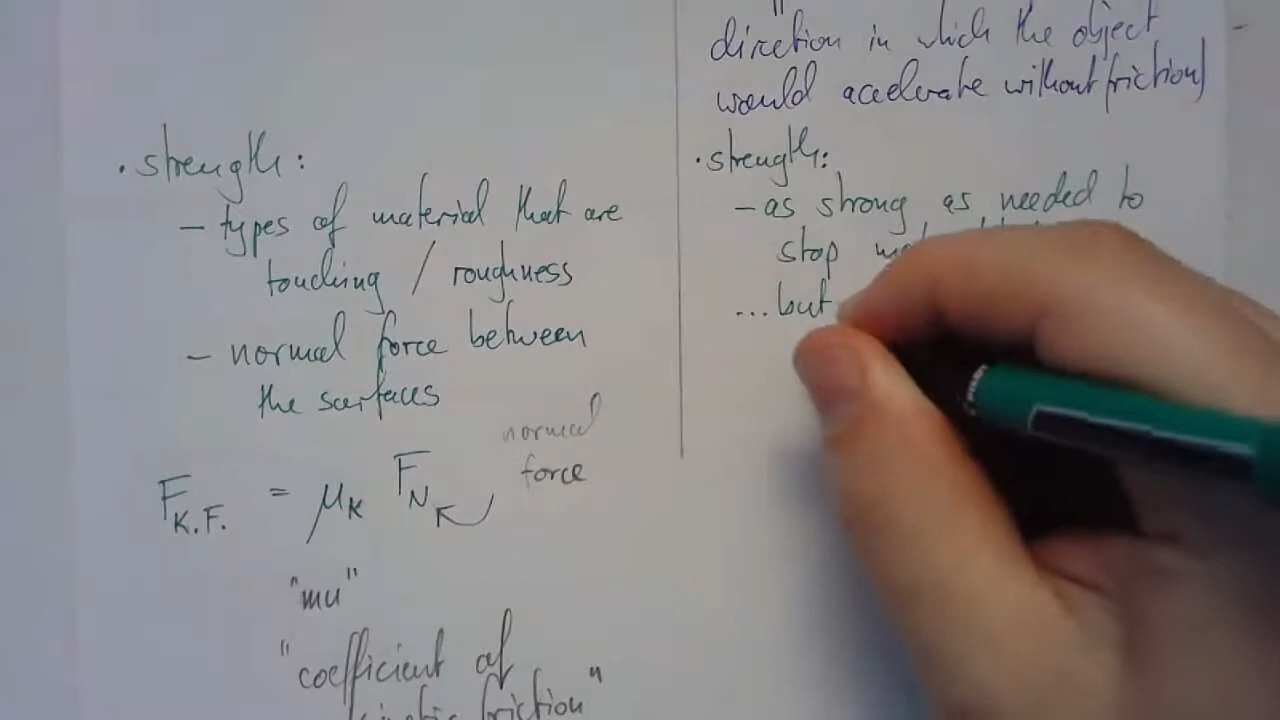 direction in which the object
would acelerate without friction)
• strength:
- types of material that are
touching / roughness
- normal force between
the surfaces
normal
force
F K.F. = μK FN
"mu"
"coefficient of
friction"
• strength:
- as strong as needed to
stop
...but